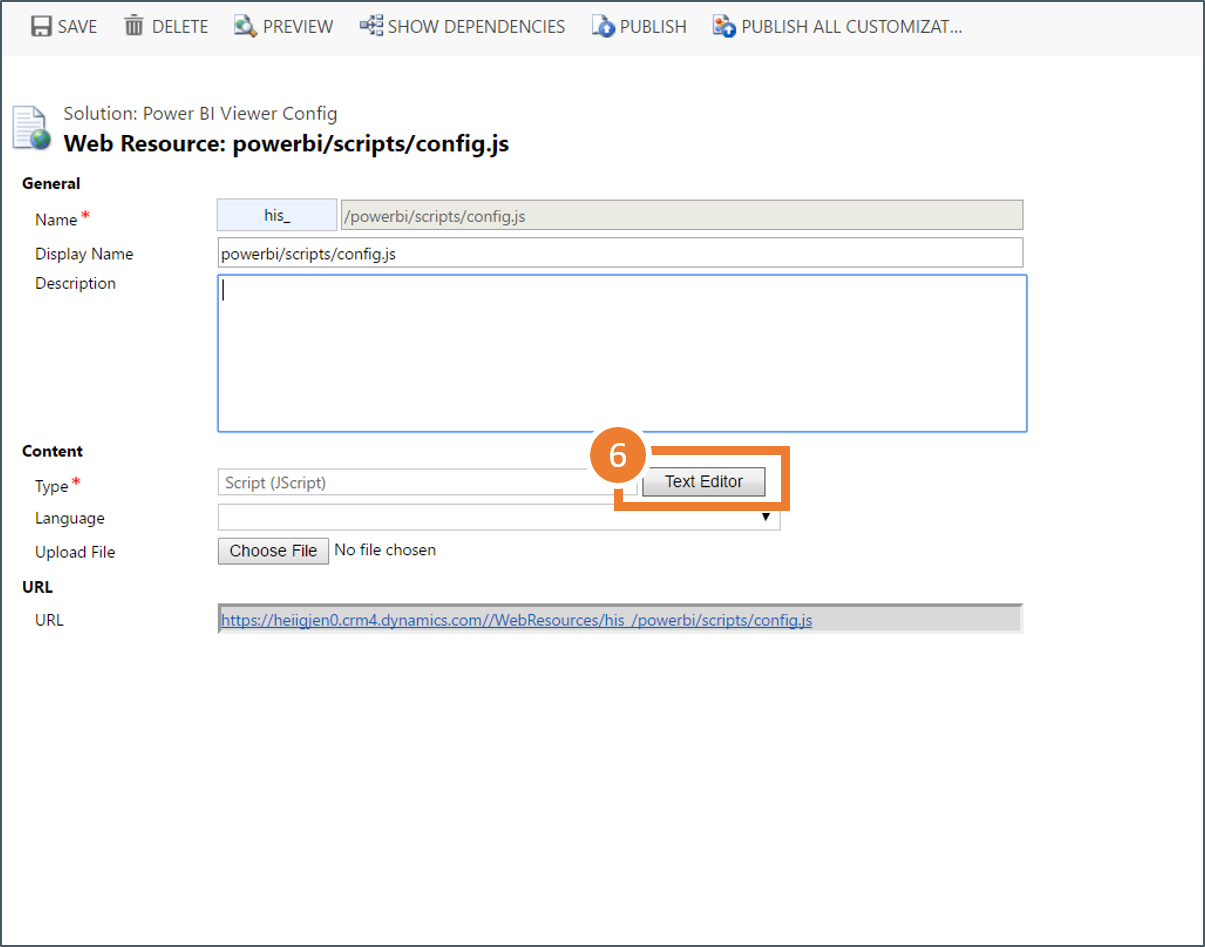 SAVE DELETE PREVIEW SHOW DEPENDENCIES PUBLISH PUBLISH ALL CUSTOMIZAT...
Solution: Power BI Viewer Config
Web Resource: powerbi/scripts/config.js
General
Name * his_ /powerbi/scripts/config.js
Display Name powerbi/scripts/config.js
Description
Content
6
Type * Script (JScript) Text Editor
Language
Upload File Choose File No file chosen
URL
URL https://heiigjen0.crm4.dynamics.com//WebResources/his_/powerbi/scripts/config.js